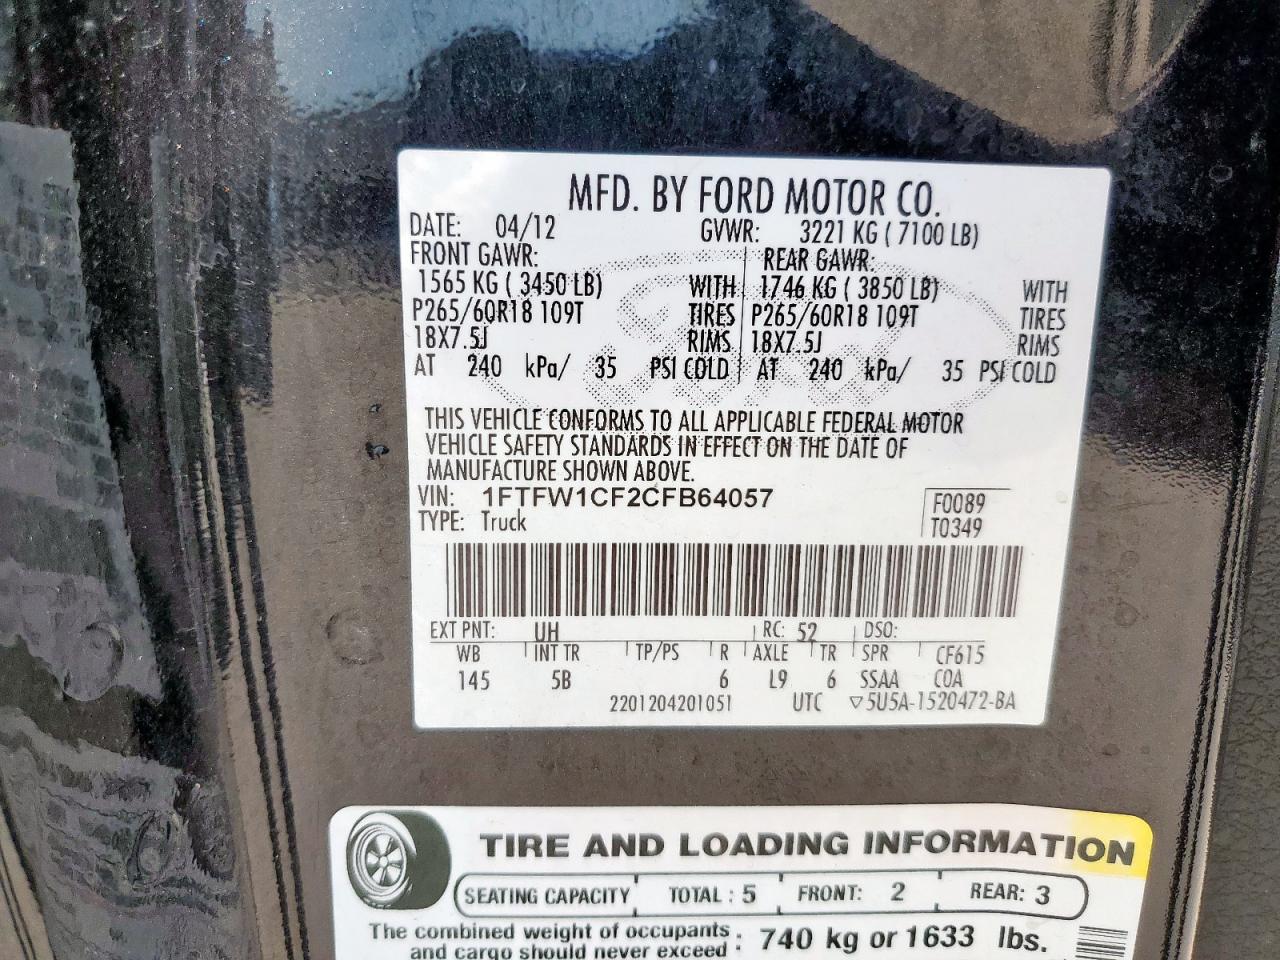 MFD. BY FORD MOTOR CO.
DATE: 04/12 GVWR: 3221 KG ( 7100 LB)
FRONT GAWR: REAR GAWR:
1565 KG ( 3450 LB) WITH 1746 KG ( 3850 LB) WITH
P265/60R18 109T TIRES P265/60R18 109T TIRES
18X7.5J RIMS 18X7.5J RIMS
AT 240 kPa/ 35 PSI COLD AT 240 kPa/ 35 PSI COLD
THIS VEHICLE CONFORMS TO ALL APPLICABLE FEDERAL MOTOR
VEHICLE SAFETY STANDARDS IN EFFECT ON THE DATE OF
MANUFACTURE SHOWN ABOVE.
VIN: 1FTFW1CF2CFB64057 F0089
TYPE: Truck T0349
EXT PNT: UH RC: 52 DSO:
WB INT TR TP/PS R AXLE TR SPR CF615
145 5B 6 L9 6 SSAA COA
2201204201051 UTC ▽5U5A-1520472-BA
TIRE AND LOADING INFORMATION
SEATING CAPACITY TOTAL : 5 FRONT: 2 REAR: 3
The combined weight of occupants
and cargo should never exceed : 740 kg or 1633 lbs.